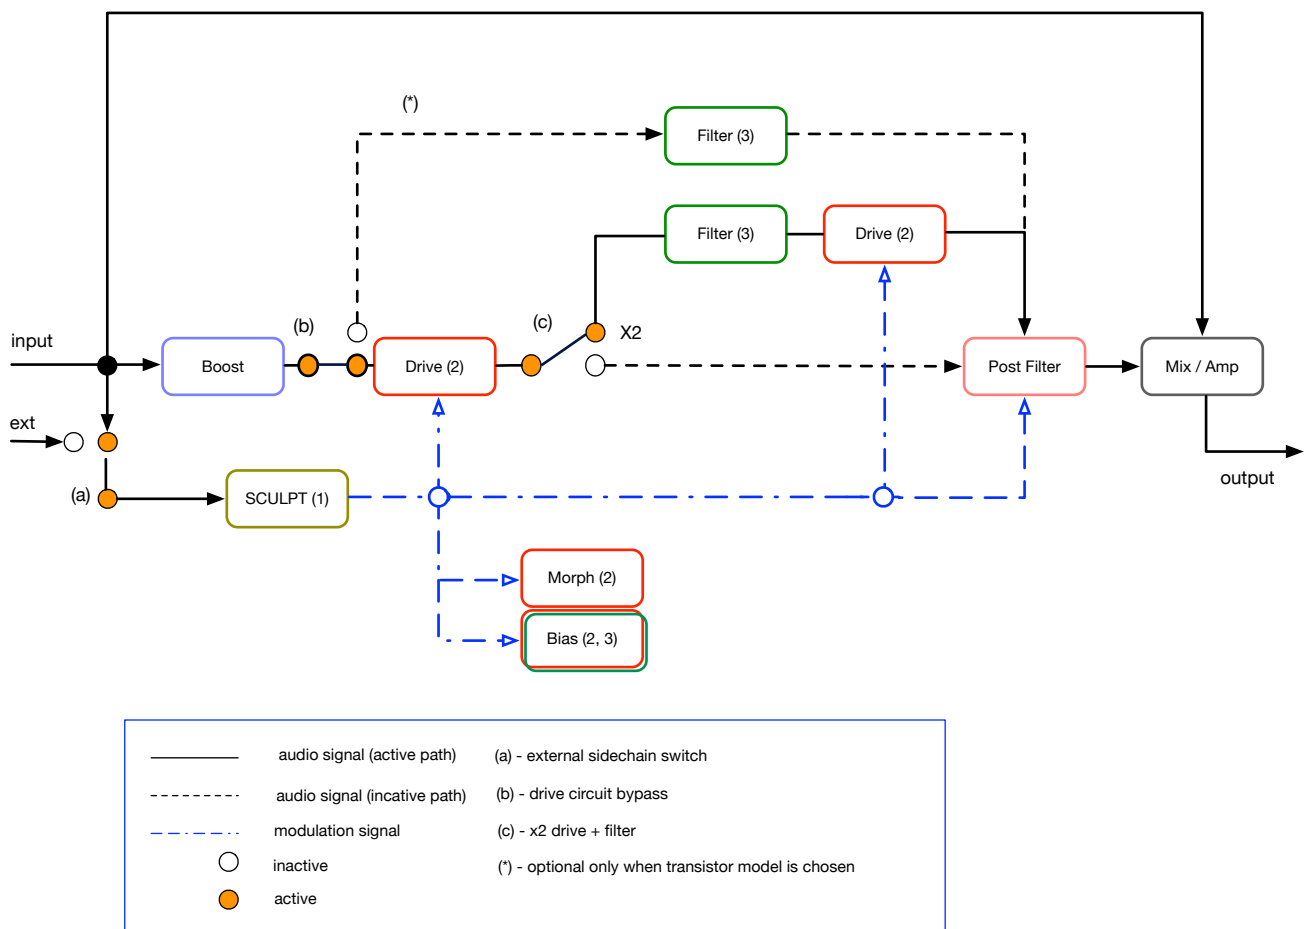 (*)
Filter (3)
Filter (3)
Drive (2)
(b)
(c)
X2
input
Boost
Drive (2)
Post Filter
Mix / Amp
ext
(a)
SCULPT (1)
output
Morph (2)
Bias (2, 3)
audio signal (active path)
(a) - external sidechain switch
audio signal (incative path)
(b) - drive circuit bypass
modulation signal
(c) - x2 drive + filter
inactive
(*) - optional only when transistor model is chosen
active